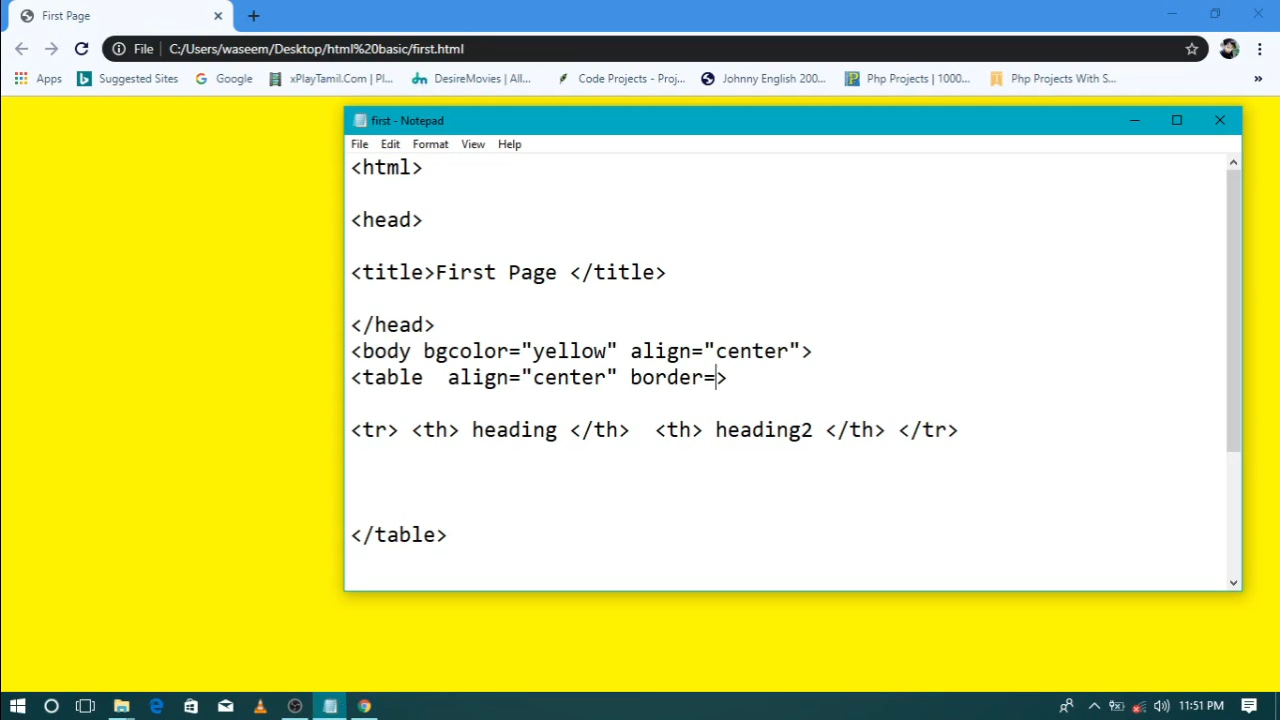 First Page
File C:/Users/waseem/Desktop/html%20basic/first.html
Apps Suggested Sites Google xPlayTamil.Com | Pl... DesireMovies | All... Code Projects - Proj... Johnny English 200... Php Projects | 1000... Php Projects With S... »
first - Notepad
File Edit Format View Help
<html>
<head>
<title>First Page </title>
</head>
<body bgcolor="yellow" align="center">
<table  align="center" border=>
<tr> <th> heading </th>  <th> heading2 </th> </tr>
</table>
11:51 PM